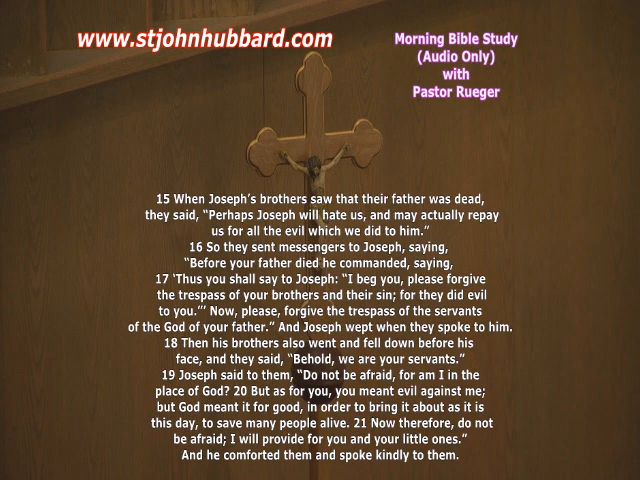 www.stjohnhubbard.com
Morning Bible Study
(Audio Only)
with
Pastor Rueger
15 When Joseph's brothers saw that their father was dead,
they said, “Perhaps Joseph will hate us, and may actually repay
us for all the evil which we did to him.”
16 So they sent messengers to Joseph, saying,
“Before your father died he commanded, saying,
17 ‘Thus you shall say to Joseph: “I beg you, please forgive
the trespass of your brothers and their sin; for they did evil
to you.”’ Now, please, forgive the trespass of the servants
of the God of your father.” And Joseph wept when they spoke to him.
18 Then his brothers also went and fell down before his
face, and they said, “Behold, we are your servants.”
19 Joseph said to them, “Do not be afraid, for am I in the
place of God? 20 But as for you, you meant evil against me;
but God meant it for good, in order to bring it about as it is
this day, to save many people alive. 21 Now therefore, do not
be afraid; I will provide for you and your little ones.”
And he comforted them and spoke kindly to them.